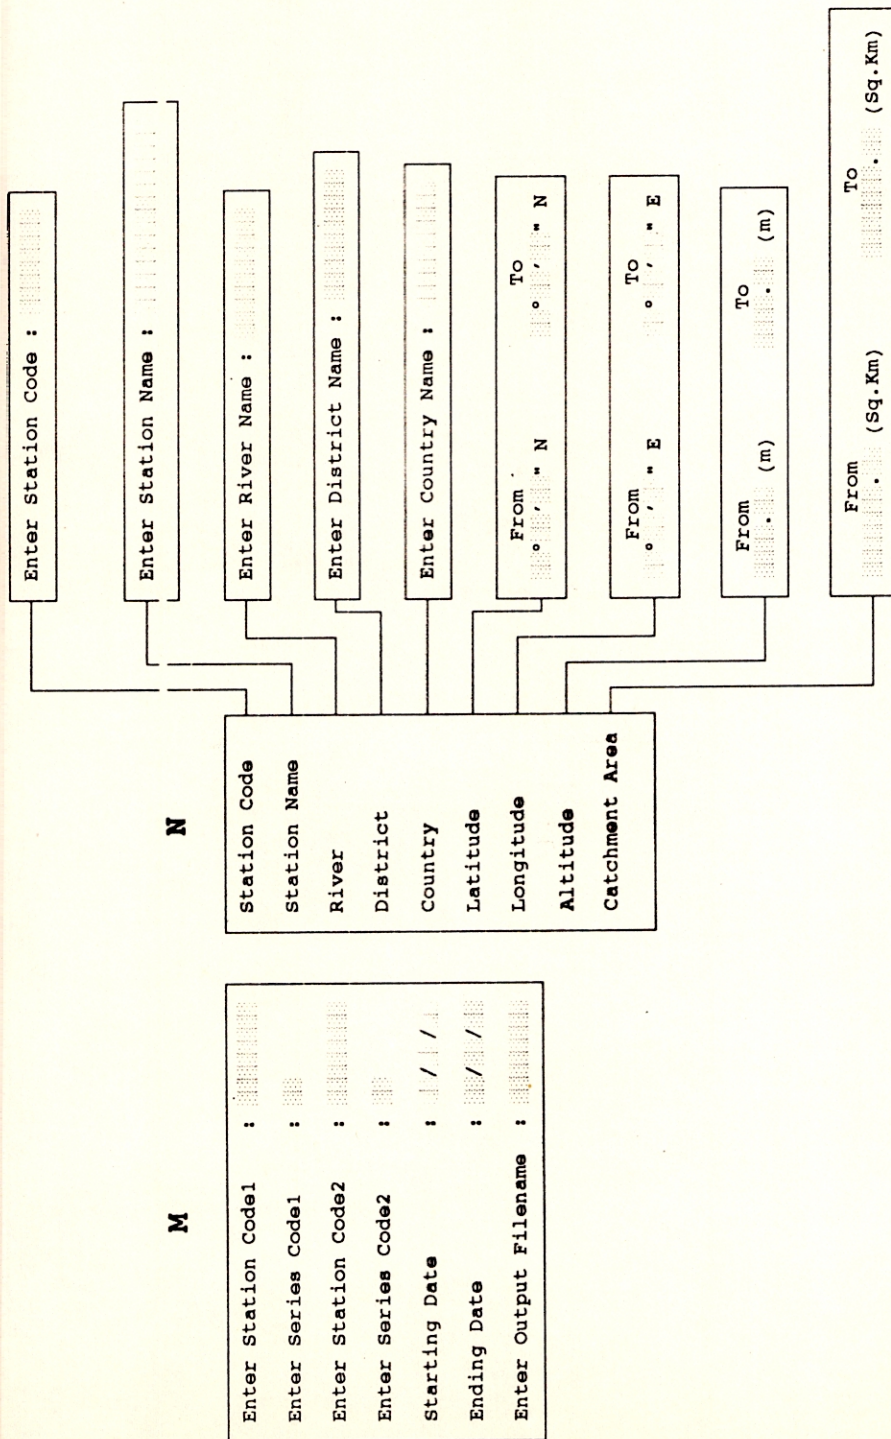 M
Enter Station Code1 :
Enter Series Code1 :
Enter Station Code2 :
Enter Series Code2 :
Starting Date : / /
Ending Date : / /
Enter Output Filename :
N
Station Code
Station Name
River
District
Country
Latitude
Longitude
Altitude
Catchment Area
Enter Station Code :
Enter Station Name :
Enter River Name :
Enter District Name :
Enter Country Name :
From To
° ' " N ° ' " N
From To
° ' " E ° ' " E
From To
. (m) . (m)
From To
. (Sq.Km) . (Sq.Km)